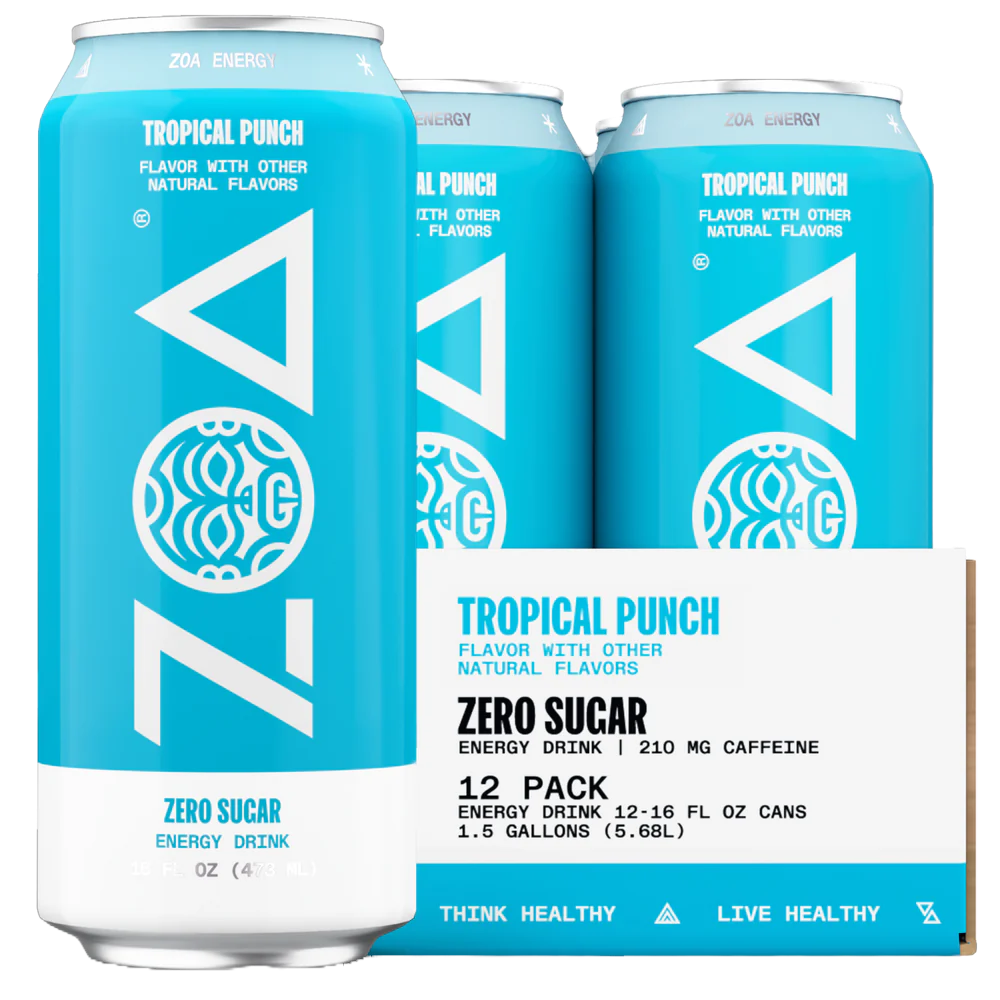 ZOA ENERGY
TROPICAL PUNCH
FLAVOR WITH OTHER
NATURAL FLAVORS
®
ZOA
ZERO SUGAR
ENERGY DRINK
16 FL OZ (473 ML)
ENERGY
AL PUNCH
WITH OTHER
FLAVORS
ZOA ENERGY
TROPICAL PUNCH
FLAVOR WITH OTHER
NATURAL FLAVORS
®
TROPICAL PUNCH
FLAVOR WITH OTHER
NATURAL FLAVORS
ZERO SUGAR
ENERGY DRINK | 210 MG CAFFEINE
12 PACK
ENERGY DRINK 12-16 FL OZ CANS
1.5 GALLONS (5.68L)
THINK HEALTHY LIVE HEALTHY